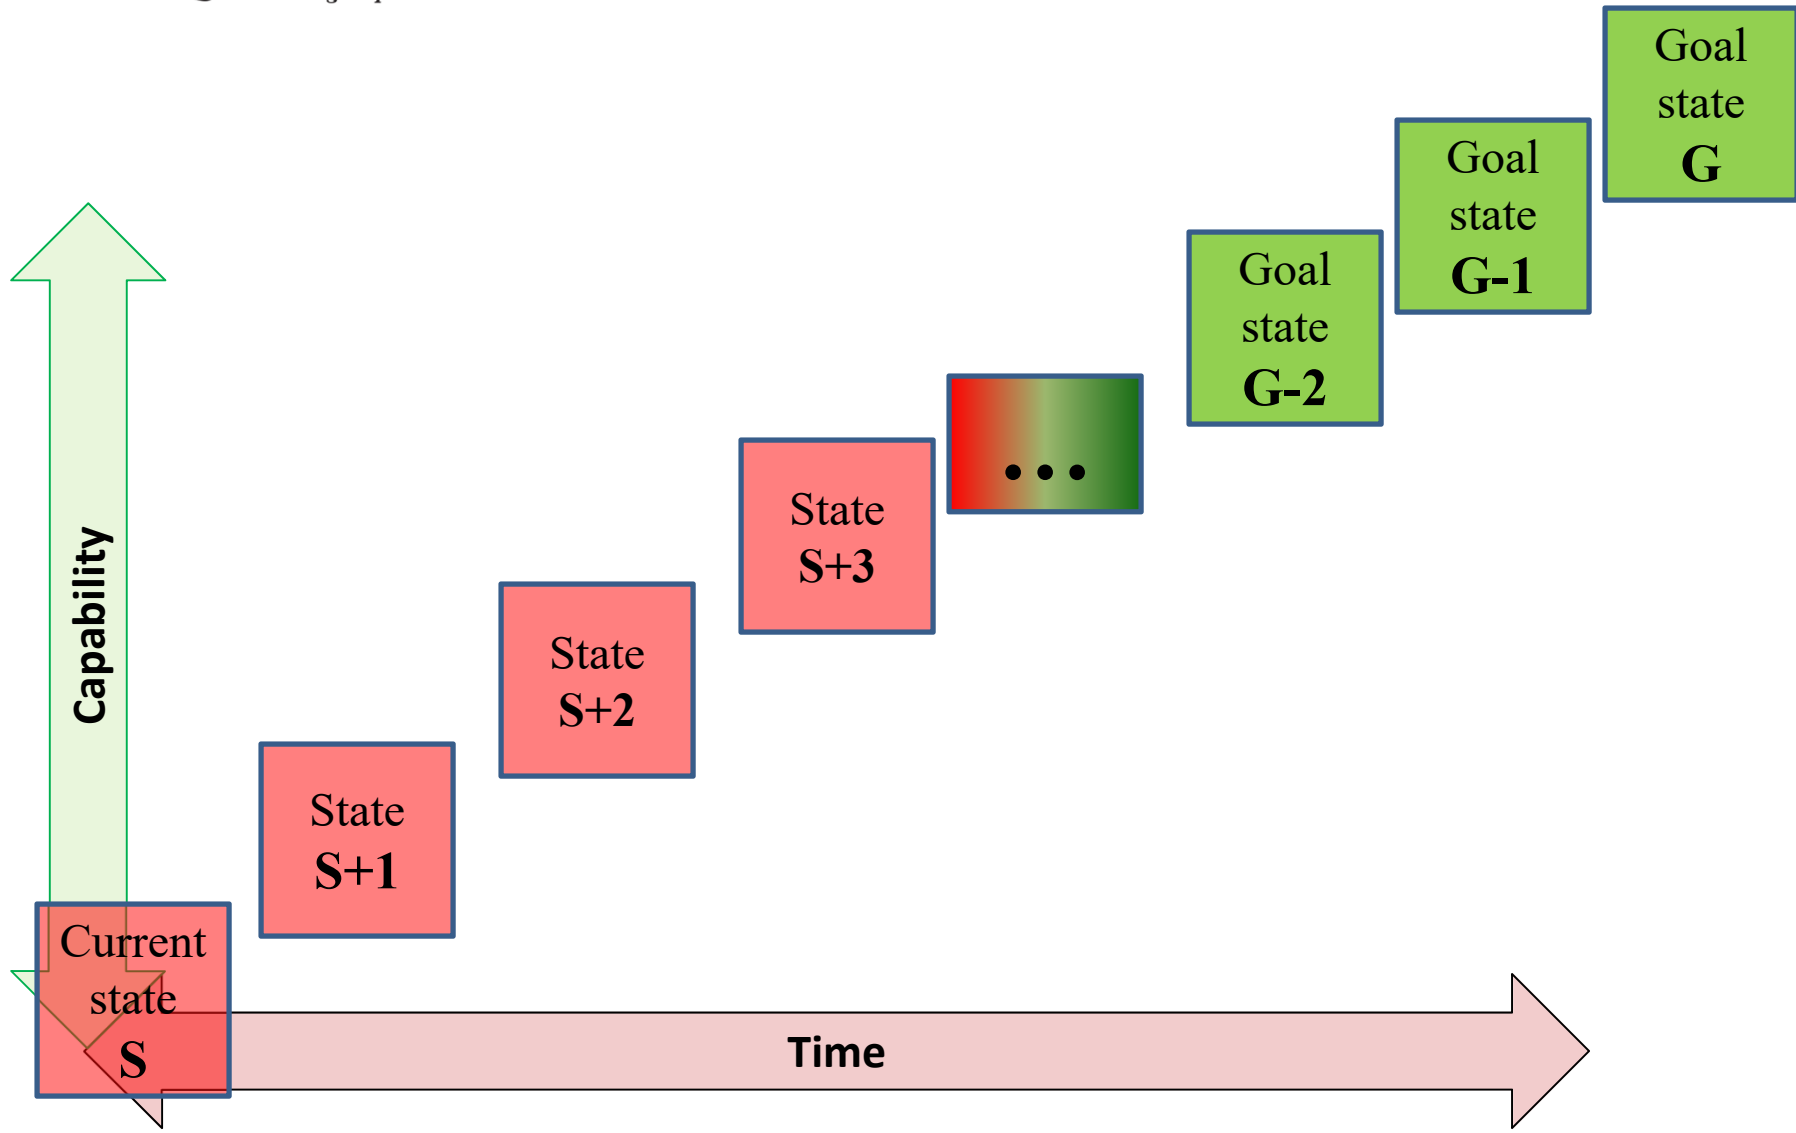 Goal
state
G
Goal
state
G-1
Goal
state
G-2
• • •
State
S+3
State
S+2
State
S+1
Current
state
S
Capability
Time